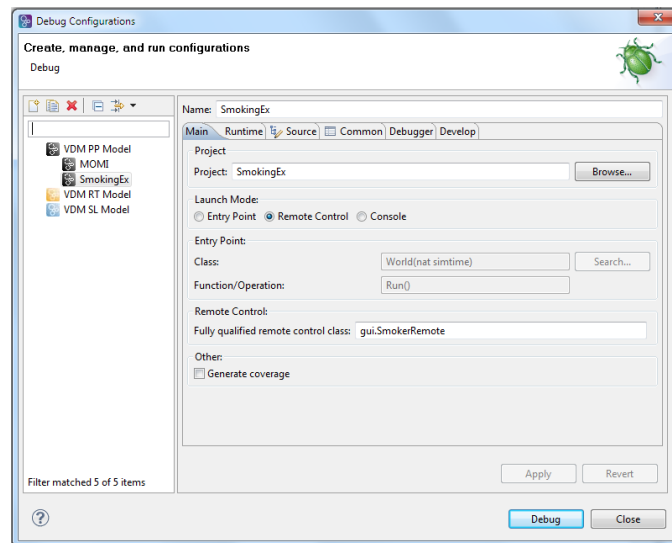 Debug Configurations
Create, manage, and run configurations
Debug
Name: SmokingEx
Main Runtime Source Common Debugger Develop
VDM PP Model
MOMI
SmokingEx
VDM RT Model
VDM SL Model
Project
Project: SmokingEx Browse...
Launch Mode:
Entry Point Remote Control Console
Entry Point:
Class: World(nat simtime) Search...
Function/Operation: Run()
Remote Control:
Fully qualified remote control class: gui.SmokerRemote
Other:
Generate coverage
Filter matched 5 of 5 items
Apply Revert
? Debug Close